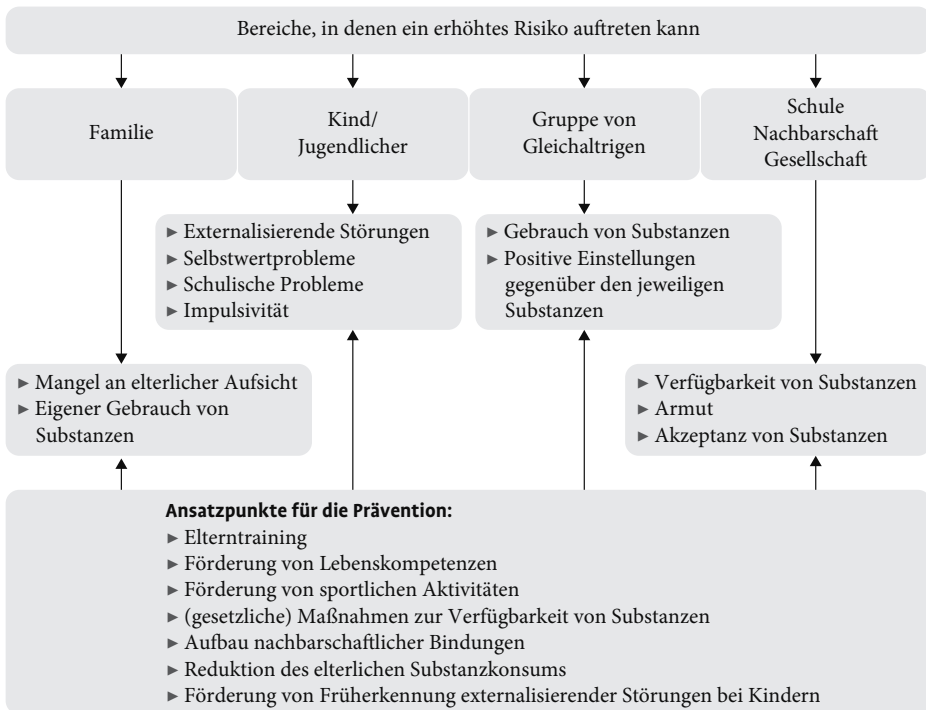 Bereiche, in denen ein erhöhtes Risiko auftreten kann
Familie
Kind/
Jugendlicher
Gruppe von
Gleichaltrigen
Schule
Nachbarschaft
Gesellschaft
► Externalisierende Störungen
► Selbstwertprobleme
► Schulische Probleme
► Impulsivität
► Gebrauch von Substanzen
► Positive Einstellungen
gegenüber den jeweiligen
Substanzen
► Mangel an elterlicher Aufsicht
► Eigener Gebrauch von
Substanzen
► Verfügbarkeit von Substanzen
► Armut
► Akzeptanz von Substanzen
Ansatzpunkte für die Prävention:
► Elterntraining
► Förderung von Lebenskompetenzen
► Förderung von sportlichen Aktivitäten
► (gesetzliche) Maßnahmen zur Verfügbarkeit von Substanzen
► Aufbau nachbarschaftlicher Bindungen
► Reduktion des elterlichen Substanzkonsums
► Förderung von Früherkennung externalisierender Störungen bei Kindern